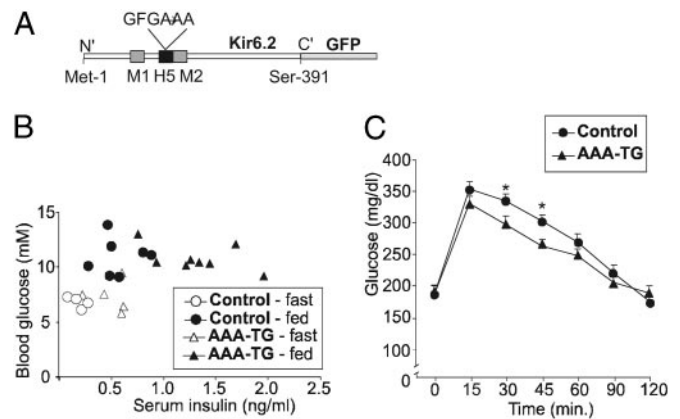 A
GFGAAA
N' Kir6.2 C' GFP
Met-1 M1 H5 M2 Ser-391
B
Blood glucose (mM)
15
10
5
0
0.5 1.0 1.5 2.0 2.5
Serum insulin (ng/ml)
Control - fast
Control - fed
AAA-TG - fast
AAA-TG - fed
C
Control
AAA-TG
Glucose (mg/dl)
400
350
300
250
200
150
100
0
* *
0 15 30 45 60 90 120
Time (min.)